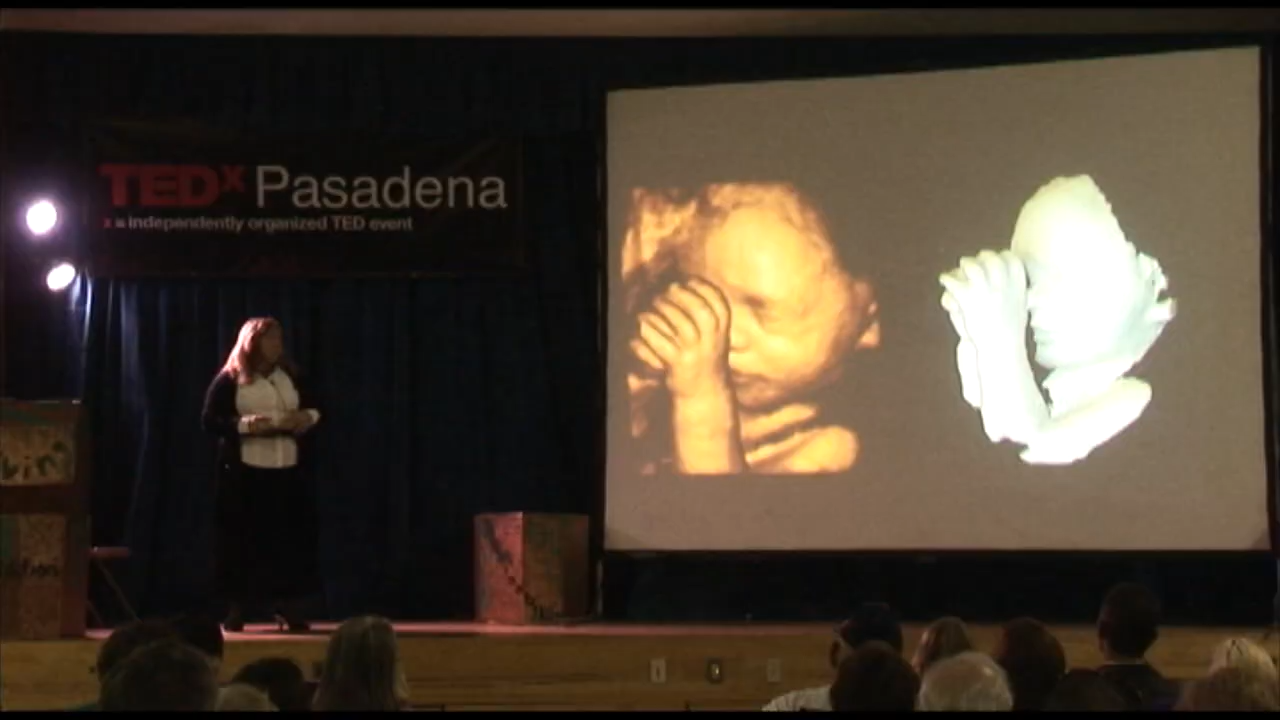 TEDx Pasadena
x = independently organized TED event